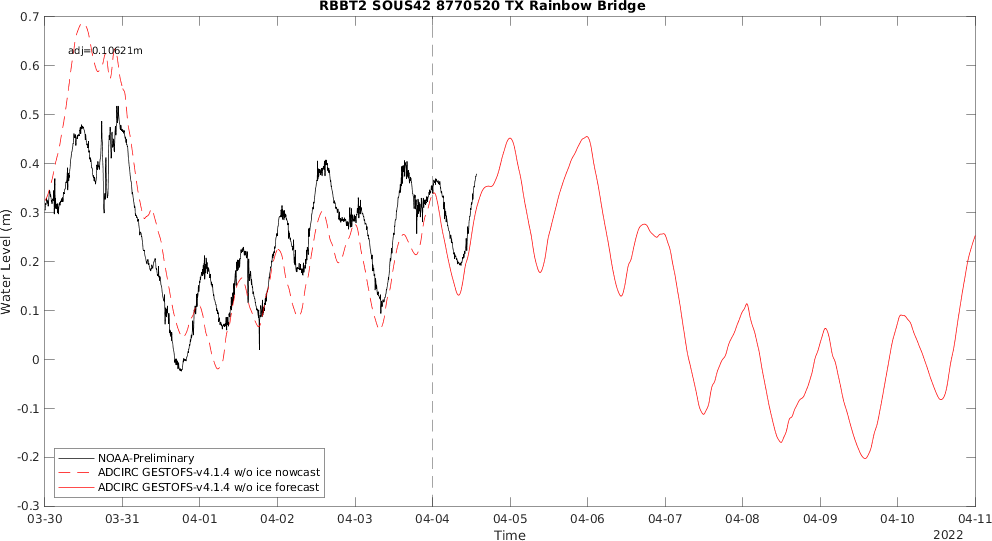 RBBT2 SOUS42 8770520 TX Rainbow Bridge
0.7
adj=0.10621m
0.6
0.5
0.4
0.3
0.2
0.1
0
-0.1
-0.2
-0.3
Water Level (m)
NOAA-Preliminary
ADCIRC GESTOFS-v4.1.4 w/o ice nowcast
ADCIRC GESTOFS-v4.1.4 w/o ice forecast
03-30 03-31 04-01 04-02 04-03 04-04 04-05 04-06 04-07 04-08 04-09 04-10 04-11
Time
2022